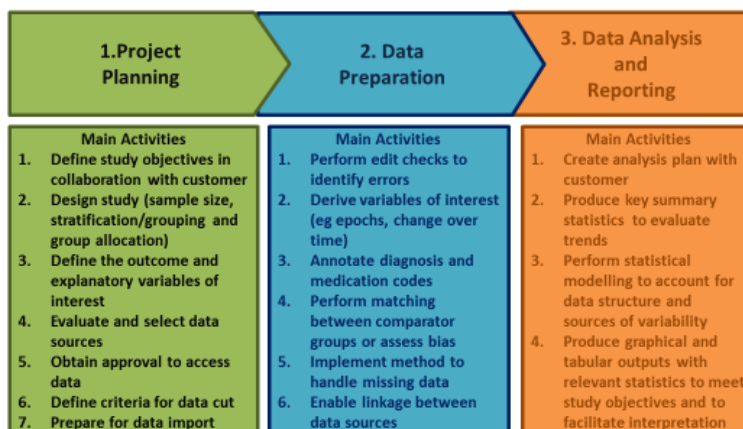 1.Project
Planning
2. Data
Preparation
3. Data Analysis
and
Reporting
Main Activities
1. Define study objectives in
collaboration with customer
2. Design study (sample size,
stratification/grouping and
group allocation)
3. Define the outcome and
explanatory variables of
interest
4. Evaluate and select data
sources
5. Obtain approval to access
data
6. Define criteria for data cut
7. Prepare for data import
Main Activities
1. Perform edit checks to
identify errors
2. Derive variables of interest
(eg epochs, change over
time)
3. Annotate diagnosis and
medication codes
4. Perform matching
between comparator
groups or assess bias
5. Implement method to
handle missing data
6. Enable linkage between
data sources
Main Activities
1. Create analysis plan with
customer
2. Produce key summary
statistics to evaluate
trends
3. Perform statistical
modelling to account for
data structure and
sources of variability
4. Produce graphical and
tabular outputs with
relevant statistics to meet
study objectives and to
facilitate interpretation